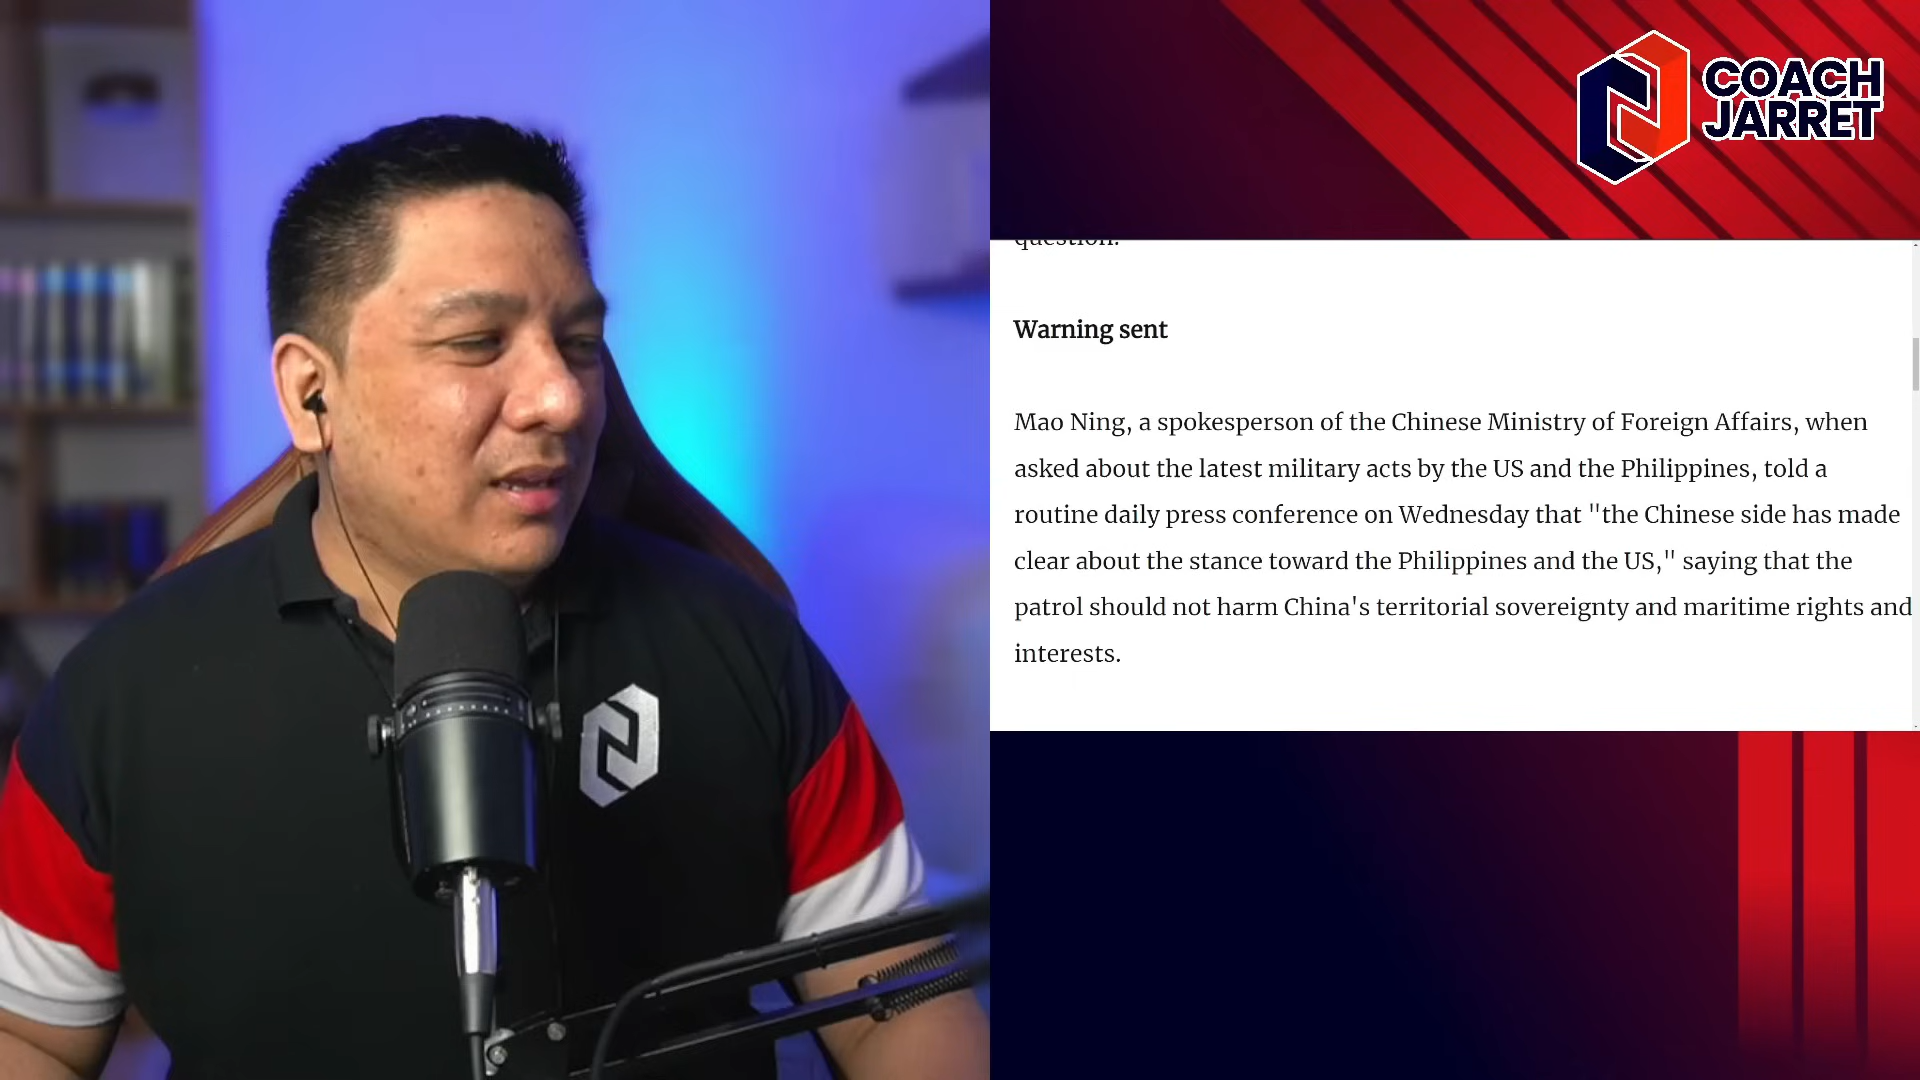 COACH
JARRET
question.
Warning sent
Mao Ning, a spokesperson of the Chinese Ministry of Foreign Affairs, when
asked about the latest military acts by the US and the Philippines, told a
routine daily press conference on Wednesday that "the Chinese side has made
clear about the stance toward the Philippines and the US," saying that the
patrol should not harm China's territorial sovereignty and maritime rights and
interests.